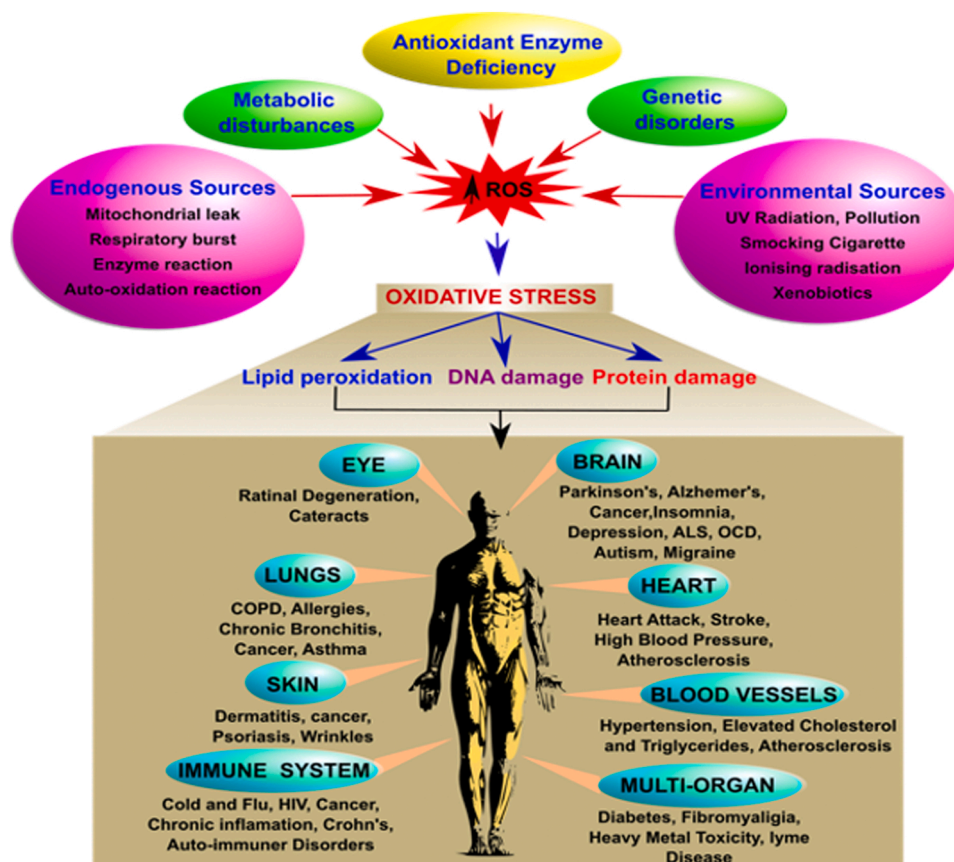 Antioxidant Enzyme
Deficiency
Metabolic
disturbances
Genetic
disorders
Endogenous Sources
Mitochondrial leak
Respiratory burst
Enzyme reaction
Auto-oxidation reaction
ROS
Environmental Sources
UV Radiation, Pollution
Smocking Cigarette
Ionising radisation
Xenobiotics
OXIDATIVE STRESS
Lipid peroxidation
DNA damage
Protein damage
EYE
Ratinal Degeneration,
Cateracts
BRAIN
Parkinson's, Alzhemer's,
Cancer,Insomnia,
Depression, ALS, OCD,
Autism, Migraine
LUNGS
COPD, Allergies,
Chronic Bronchitis,
Cancer, Asthma
HEART
Heart Attack, Stroke,
High Blood Pressure,
Atherosclerosis
SKIN
Dermatitis, cancer,
Psoriasis, Wrinkles
BLOOD VESSELS
Hypertension, Elevated Cholesterol
and Triglycerides, Atherosclerosis
IMMUNE SYSTEM
Cold and Flu, HIV, Cancer,
Chronic inflamation, Crohn's,
Auto-immuner Disorders
MULTI-ORGAN
Diabetes, Fibromyaligia,
Heavy Metal Toxicity, lyme
Disease